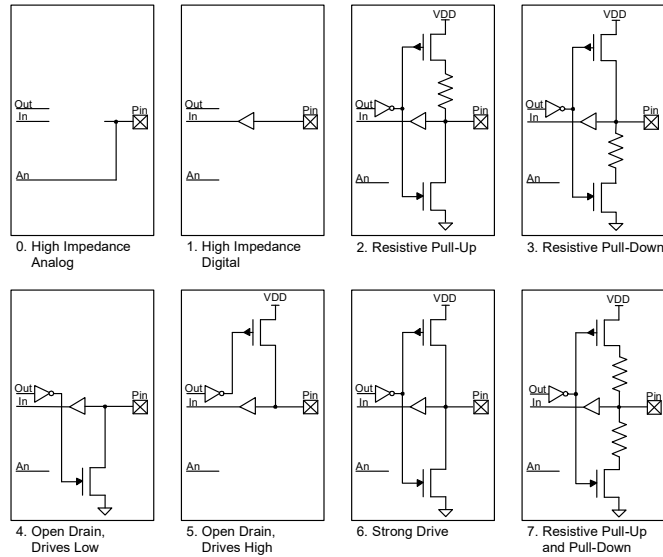 Out
In
Pin
An
0. High Impedance
Analog
Out
In
Pin
An
1. High Impedance
Digital
VDD
Out
In
Pin
An
2. Resistive Pull-Up
VDD
Out
In
Pin
An
3. Resistive Pull-Down
Out
In
Pin
An
4. Open Drain,
Drives Low
VDD
Out
In
Pin
An
5. Open Drain,
Drives High
VDD
Out
In
Pin
An
6. Strong Drive
VDD
Out
In
Pin
An
7. Resistive Pull-Up
and Pull-Down